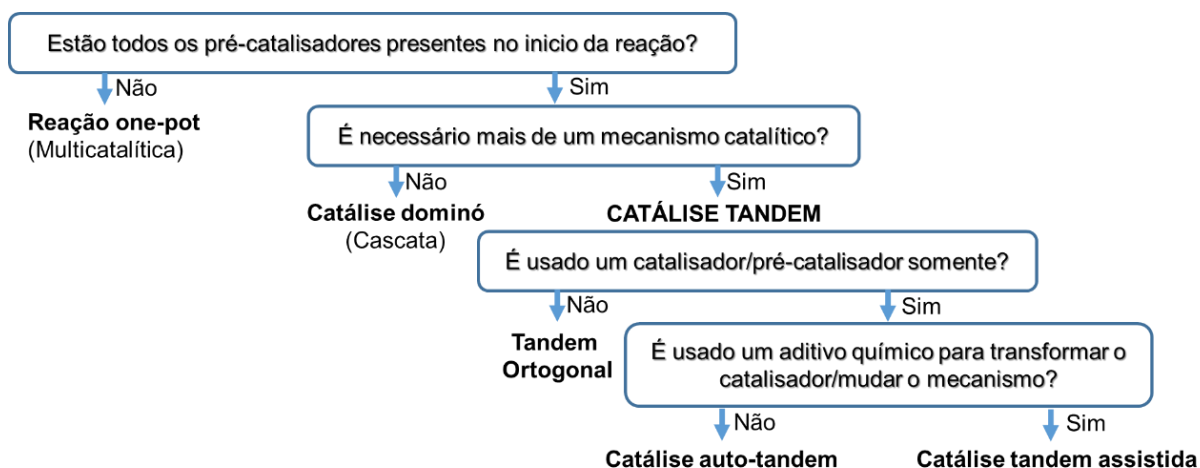 Estão todos os pré-catalisadores presentes no inicio da reação?
Não
Sim
Reação one-pot
(Multicatalítica)
É necessário mais de um mecanismo catalítico?
Não
Sim
Catálise dominó
(Cascata)
CATÁLISE TANDEM
É usado um catalisador/pré-catalisador somente?
Não
Sim
Tandem
Ortogonal
É usado um aditivo químico para transformar o
catalisador/mudar o mecanismo?
Não
Sim
Catálise auto-tandem
Catálise tandem assistida